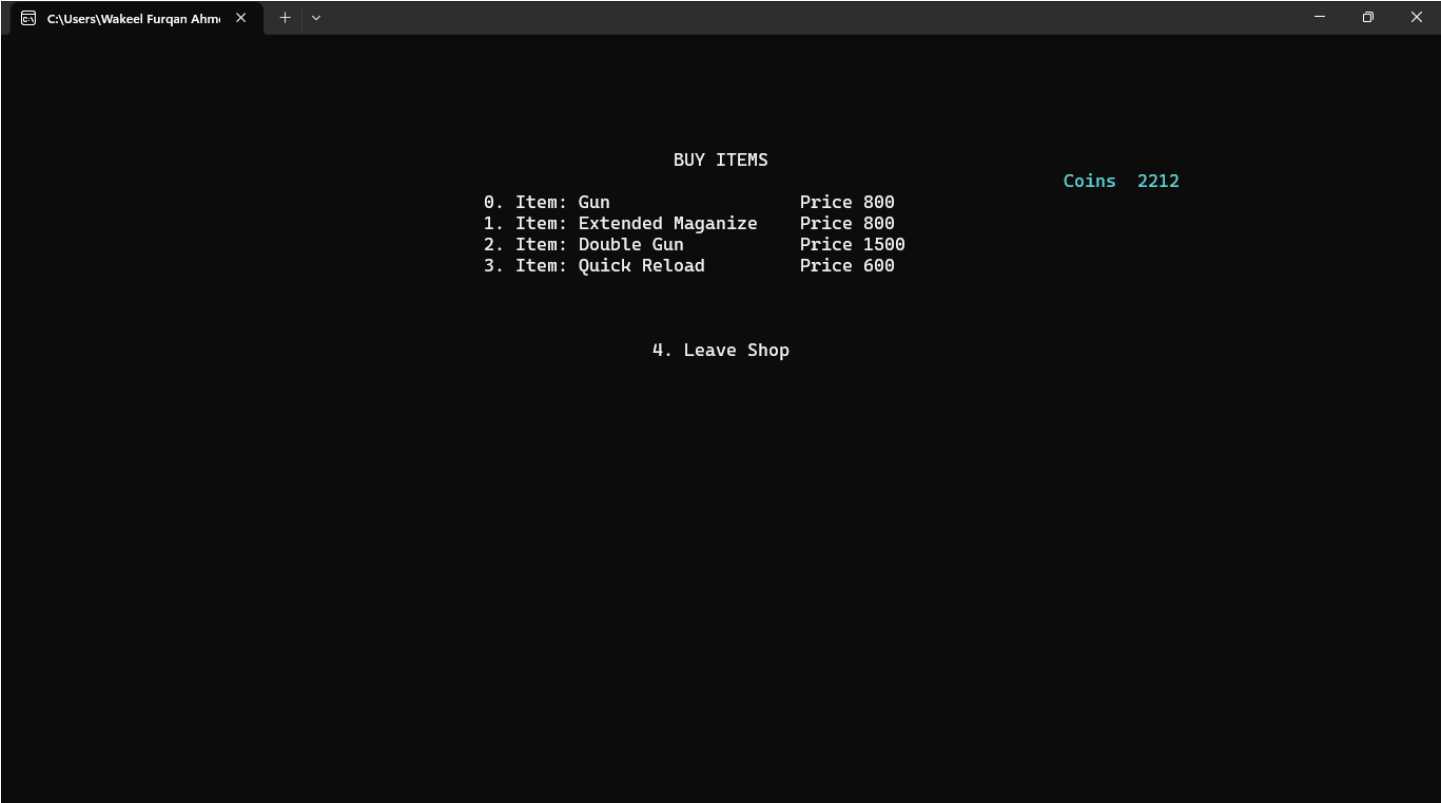 C:\Users\Wakeel Furqan Ahm
BUY ITEMS
Coins 2212
0. Item: Gun Price 800
1. Item: Extended Maganize Price 800
2. Item: Double Gun Price 1500
3. Item: Quick Reload Price 600
4. Leave Shop